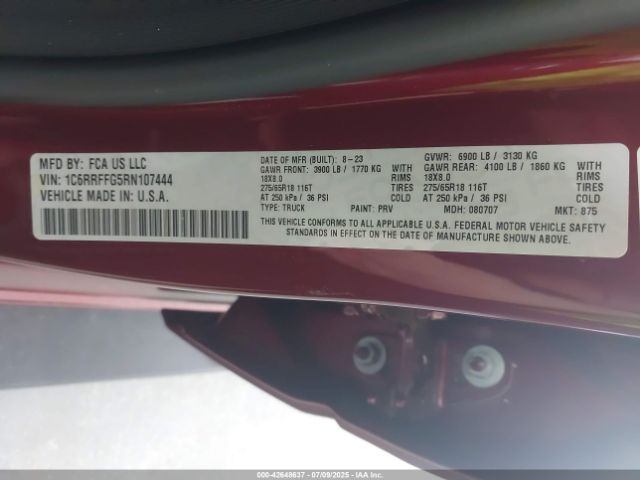 MFD BY: FCA US LLC
VIN: 1C6RRFFG5RN107444
VEHICLE MADE IN: U.S.A.
DATE OF MFR (BUILT): 8-23 GVWR: 6900 LB / 3130 KG
GAWR FRONT: 3900 LB / 1770 KG GAWR REAR: 4100 LB / 1860 KG
18X8.0 RIMS 18X8.0 RIMS
275/65R18 116T TIRES 275/65R18 116T TIRES
AT 250 kPa / 36 PSI COLD AT 250 kPa / 36 PSI COLD
TYPE: TRUCK PAINT: PRV MDH: 080707 MKT: 875
THIS VEHICLE CONFORMS TO ALL APPLICABLE U.S.A. FEDERAL MOTOR VEHICLE SAFETY
STANDARDS IN EFFECT ON THE DATE OF MANUFACTURE SHOWN ABOVE.
000-42648637 - 07/09/2025 - IAA Inc.